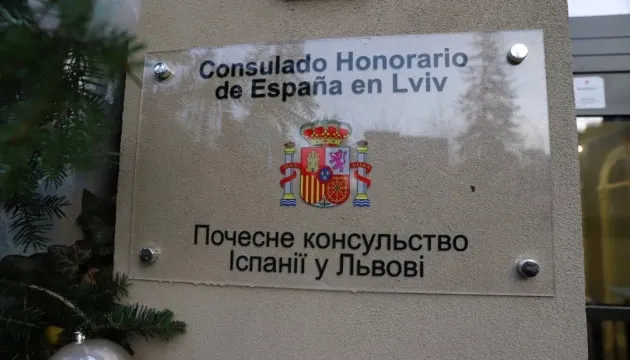 Consulado Honorario
de España en Lviv
Почесне консульство
Іспанії у Львові